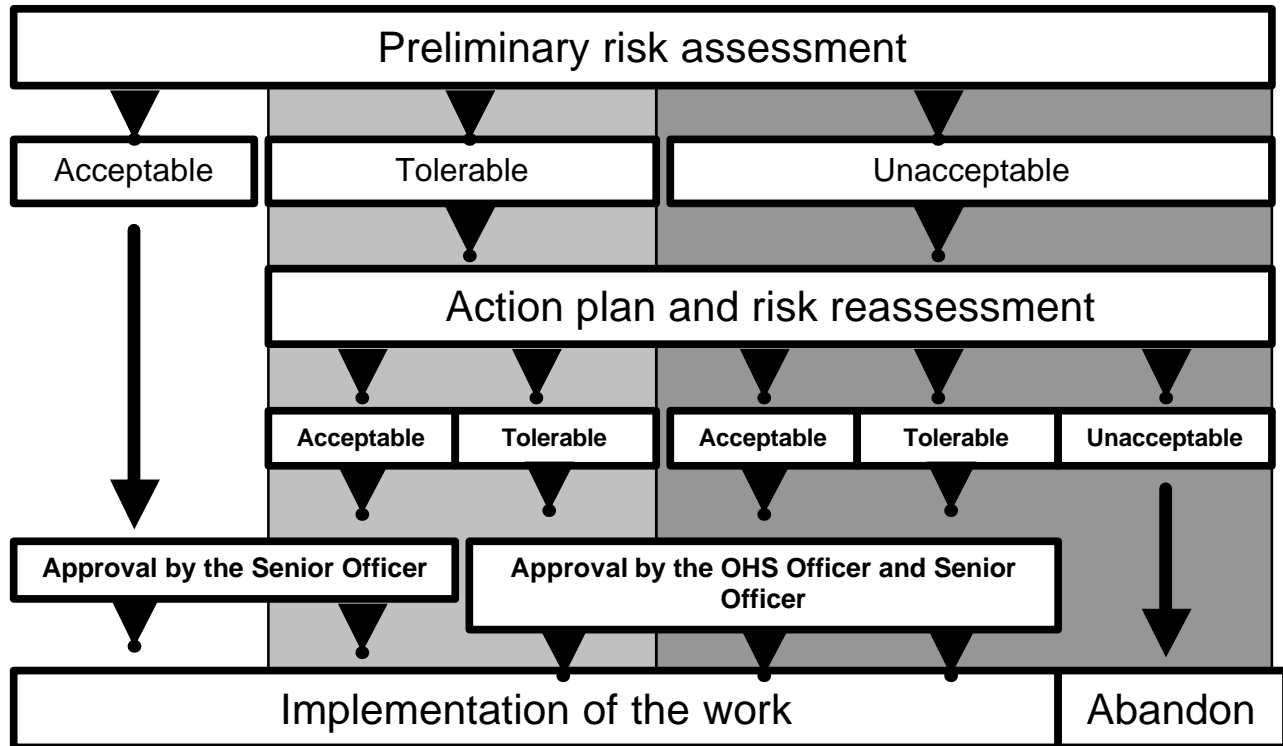 Preliminary risk assessment
Acceptable
Tolerable
Unacceptable
Action plan and risk reassessment
Acceptable
Tolerable
Acceptable
Tolerable
Unacceptable
Approval by the Senior Officer
Approval by the OHS Officer and Senior
Officer
Implementation of the work
Abandon